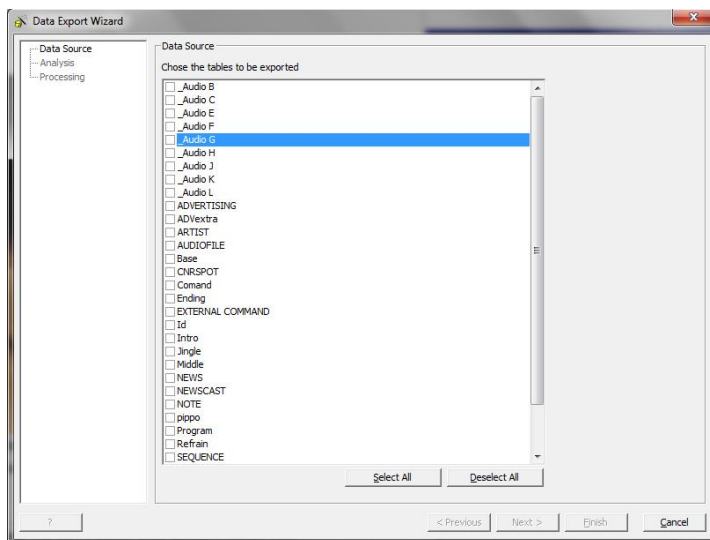 Data Export Wizard
Data Source
Analysis
Processing
Data Source
Chose the tables to be exported
_Audio B
_Audio C
_Audio E
_Audio F
_Audio G
_Audio H
_Audio J
_Audio K
_Audio L
ADVERTISING
ADVextra
ARTIST
AUDIOFILE
Base
CNRSPOT
Comand
Ending
EXTERNAL COMMAND
Id
Intro
Jingle
Middle
NEWS
NEWSCAST
NOTE
pippo
Program
Refrain
SEQUENCE
Select All Deselect All
? < Previous Next > Finish Cancel